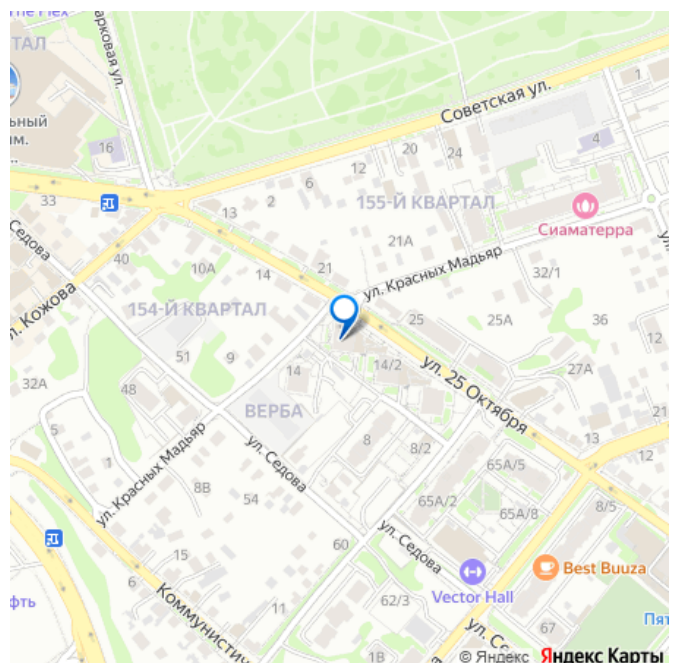 The Flex
арковая ул.
ТАЛ
1
Советская ул.
ьный
им.
16
20
24
4
12
6
2
33
13
155-Й КВАРТАЛ
Сиаматерра
Седова
21А
40
10А
14
21
ул. Красных Мадьяр
32/1
л. Кожова
154-Й КВАРТАЛ
25
25А
36
12
51
9
32А
48
14
14/2
ул. 25 Октября
27А
21
ВЕРБА
5
1
8
8/2
13
12
ул. Красных Мадьяр
ул. Седова
65А/5
8В
54
65А/2
65А/8
8/5
60
ул. Седова
15
6
Best Buuza
Vector Hall
фть
Коммунистич
11
62/3
67
Пят
1В
ул. Се
© Яндекс Яндекс Карты